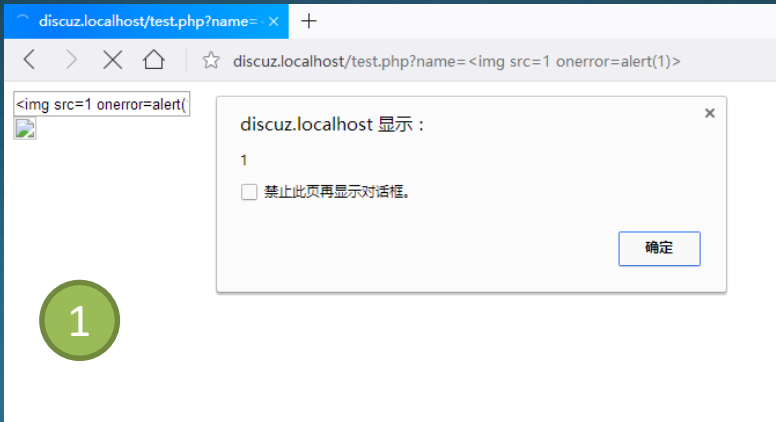 discuz.localhost/test.php?name=<
discuz.localhost/test.php?name=<img src=1 onerror=alert(1)>
<img src=1 onerror=alert(
discuz.localhost 显示：
1
禁止此页再显示对话框。
确定
1